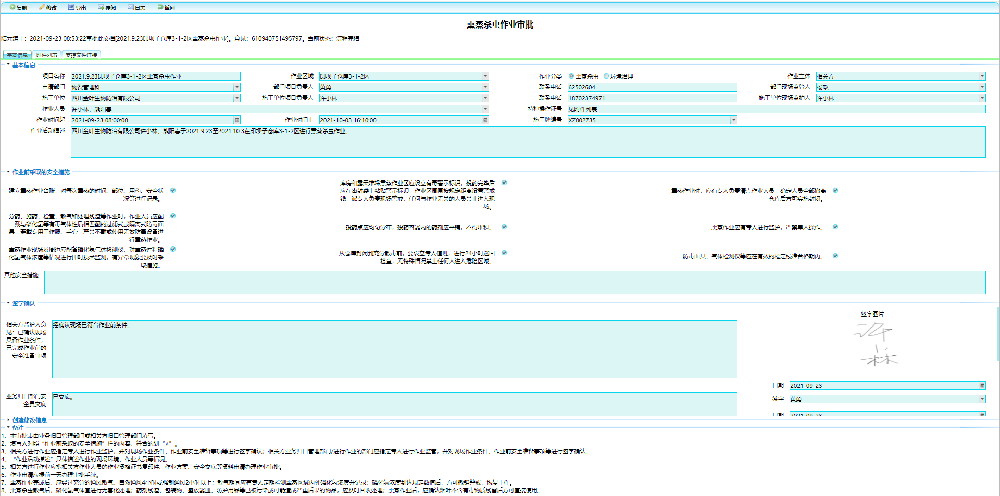 复制 修改 导出 传阅 日志 返回
熏蒸杀虫作业审批
陆元涛于：2021-09-23 08:53:22审批此文档[2021.9.23印坝子仓库3-1-2区熏蒸杀虫作业]。意见：610940751495797。当前状态：流程完结
基本信息 附件列表 支撑文件连接
基本信息
项目名称 2021.9.23印坝子仓库3-1-2区熏蒸杀虫作业 作业区域 印坝子仓库3-1-2区 作业分类 熏蒸杀虫 环境治理 作业主体 相关方
申请部门 物资管理科 部门项目负责人 黄勇 联系电话 62502604 部门现场监管人 杨政
施工单位 四川金叶生物防治有限公司 施工单位项目负责人 许小林 联系电话 18702374971 施工单位现场监护人 许小林
作业人员 许小林、熊阳春 特种操作证号 见附件列表
作业时间起 2021-09-23 08:00:00 作业时间止 2021-10-03 16:10:00 施工牌编号 XZ002735
作业活动描述 四川金叶生物防治有限公司许小林、熊阳春于2021.9.23至2021.10.3在印坝子仓库3-1-2区进行熏蒸杀虫作业。
作业前采取的安全措施
建立熏蒸作业台账，对每次熏蒸的时间、部位、用药、安全状
况等进行记录。
库房和露天堆垛熏蒸作业区应设立有毒警示标识；投药完毕后
应在密封袋上粘贴警示标识；作业区周围按规定距离设置警戒
线，派专人负责现场警戒，任何与作业无关的人员禁止进入现
场。
熏蒸作业时，应有专人负责清点作业人员，确定人员全部撤离
仓库后方可实施封闭。
分药、施药、检查、散气和处理残渣等作业时，作业人员应配
戴与磷化氢等有毒气体性质相匹配的过滤式或隔离式防毒面
具，穿戴专用工作服、手套，严禁不戴或使用无效防毒设备进
行熏蒸作业。
投药点应均匀分布，投药容器内的药剂应平铺，不得堆积。
熏蒸作业应有专人进行监护，严禁单人操作。
熏蒸作业现场及周边应配备磷化氢气体检测仪，对熏蒸过程磷
化氢气体浓度等情况进行即时技术监测，有异常现象要及时采
取措施。
从仓库封闭到充分散毒前，要设立专人值班，进行24小时巡回
检查，无特殊情况禁止任何人进入危险区域。
防毒面具、气体检测仪等应在有效的检定校准合格期内。
其他安全措施
签字确认
签字图片
相关方监护人意
见：已确认现场
具备作业条件，
已完成作业前的
安全准备事项
经确认现场已符合作业前条件。
许
小林
日期 2021-09-23
业务归口部门安
全员交底
已交底。
签字 黄勇
日期 2021-09-23
创建修改信息
备注
1、本审批表由业务归口管理部门或相关方归口管理部门填写。
2、填写人对照“作业前采取的安全措施”栏的内容，符合的划“√”。
3、相关方进行作业应指定专人进行作业监护，并对现场作业条件、作业前安全准备事项等进行签字确认；相关方业务归口管理部门/进行作业的部门应指定专人进行作业监管，并对现场作业条件、作业前安全准备事项等进行签字确认。
4、“作业活动描述”具体描述作业的现场环境、作业人员等情况。
5、相关方进行作业应携相关方作业人员的作业资格证书复印件、作业方案、安全交底等资料申请办理作业审批。
6、作业申请应提前一天办理审批手续。
7、熏蒸作业完成后，应经过充分的通风散气，自然通风4小时或强制通风2小时以上；散气期间应有专人定期检测熏蒸区域内外磷化氢浓度并记录；磷化氢浓度到达规定数值后，方可撤销警戒，恢复工作。
8、熏蒸杀虫散气后，磷化氢气体宜进行无害化处理；药剂残渣、包装物、盛放器皿、防护用品等已被污染或可能造成严重后果的物品，应及时回收处理；熏蒸作业后，应确认烟叶不含有毒物质残留后方可直接使用。